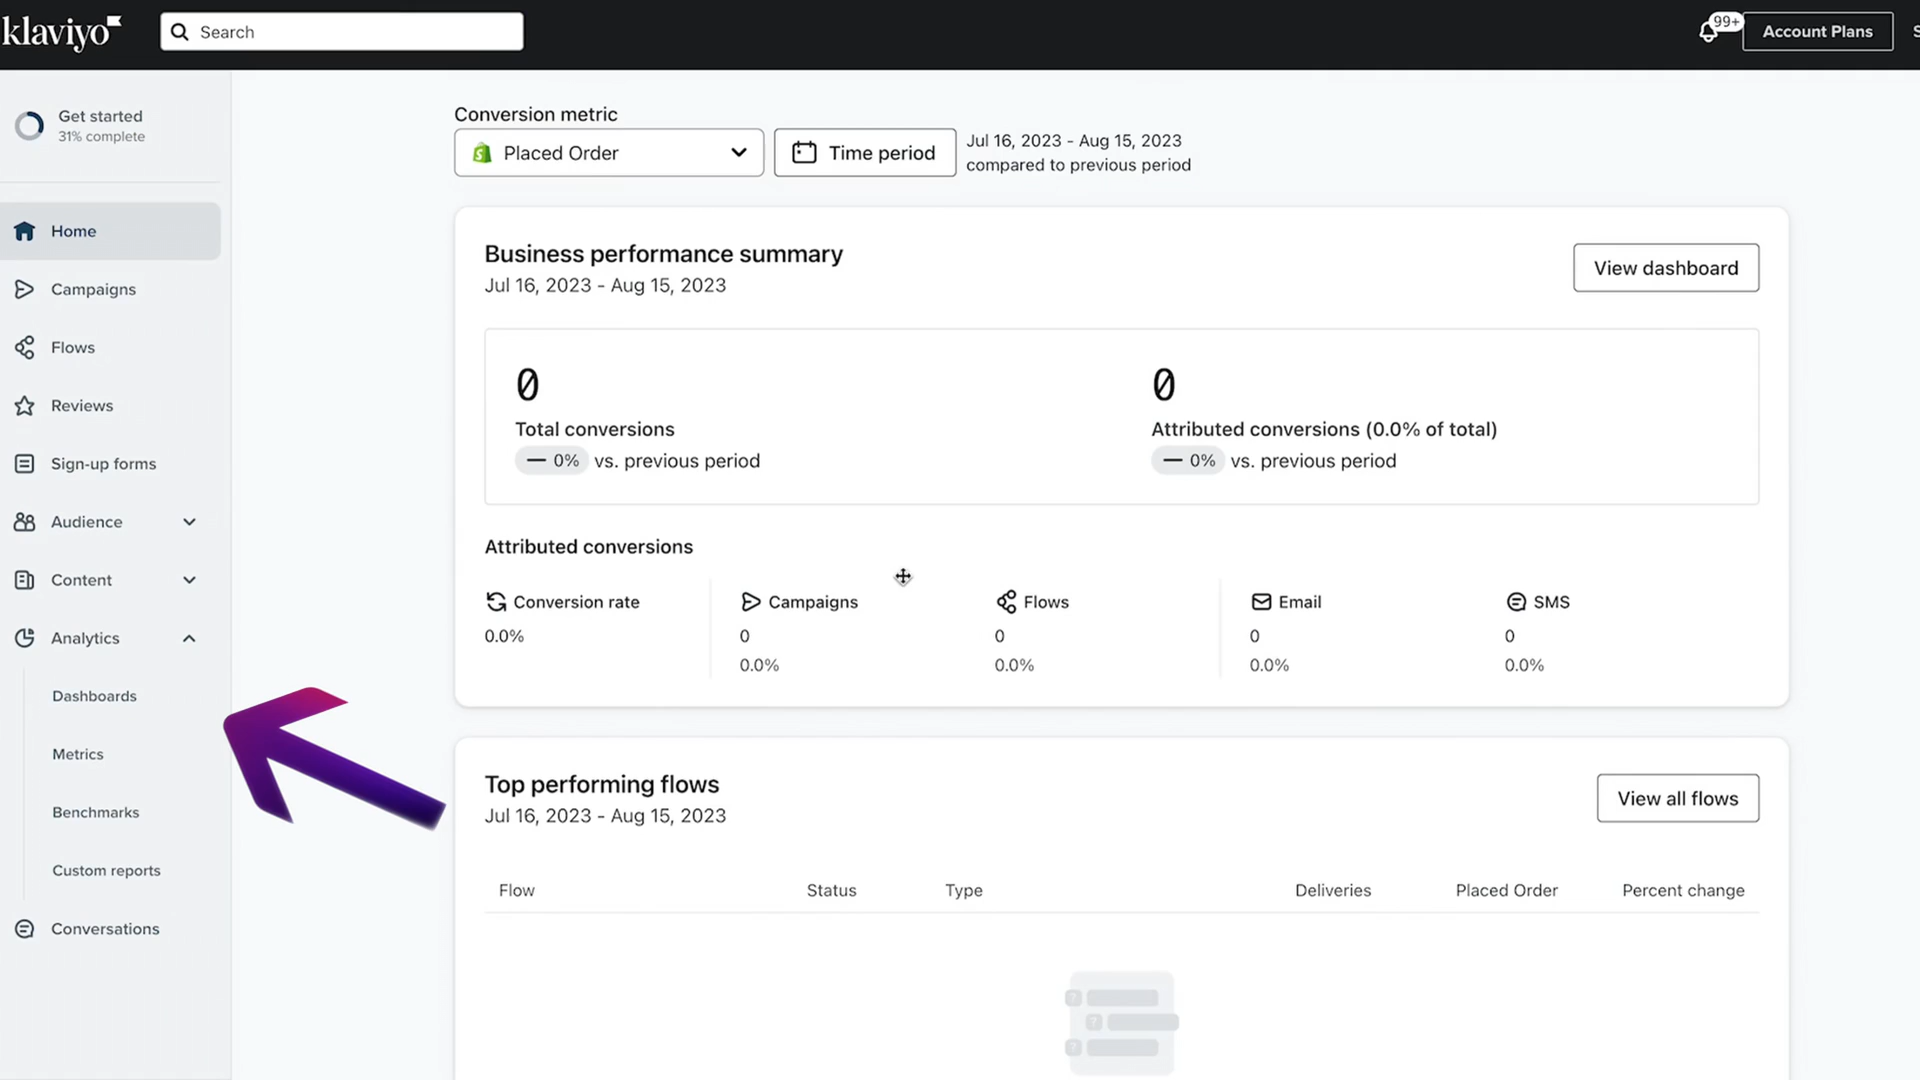 klaviyo
Search
99+
Account Plans
S
Get started
31% complete
Home
Campaigns
Flows
Reviews
Sign-up forms
Audience
Content
Analytics
Dashboards
Metrics
Benchmarks
Custom reports
Conversations
Conversion metric
Placed Order
Time period
Jul 16, 2023 - Aug 15, 2023
compared to previous period
Business performance summary
Jul 16, 2023 - Aug 15, 2023
View dashboard
0
Total conversions
0% vs. previous period
0
Attributed conversions (0.0% of total)
0% vs. previous period
Attributed conversions
Conversion rate
0.0%
Campaigns
0
0.0%
Flows
0
0.0%
Email
0
0.0%
SMS
0
0.0%
Top performing flows
Jul 16, 2023 - Aug 15, 2023
View all flows
Flow Status Type Deliveries Placed Order Percent change
?
?
?